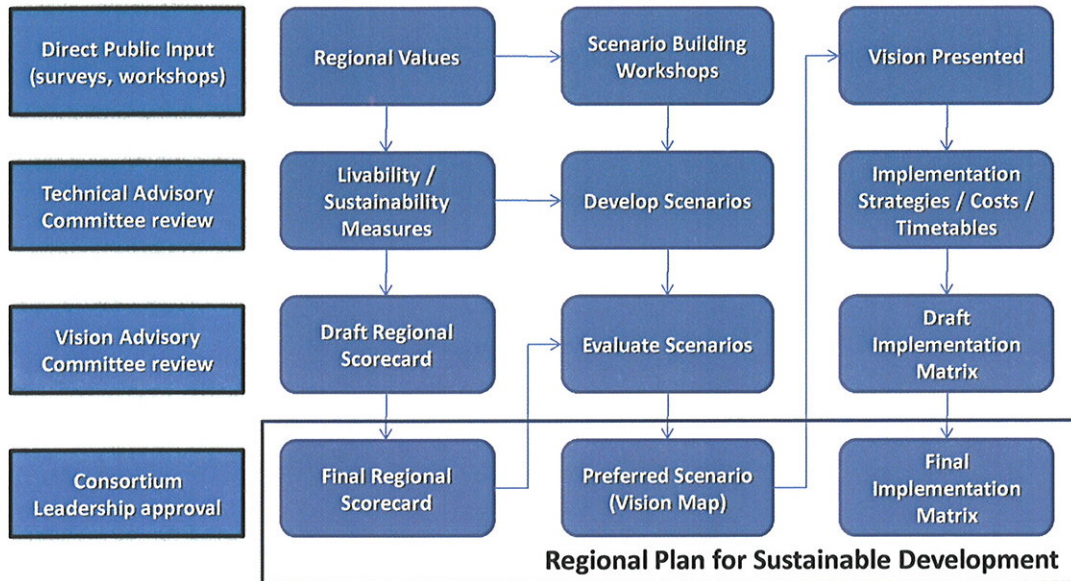 Direct Public Input
(surveys, workshops)
Regional Values
Scenario Building
Workshops
Vision Presented
Technical Advisory
Committee review
Livability /
Sustainability
Measures
Develop Scenarios
Implementation
Strategies / Costs /
Timetables
Vision Advisory
Committee review
Draft Regional
Scorecard
Evaluate Scenarios
Draft
Implementation
Matrix
Consortium
Leadership approval
Final Regional
Scorecard
Preferred Scenario
(Vision Map)
Final
Implementation
Matrix
Regional Plan for Sustainable Development